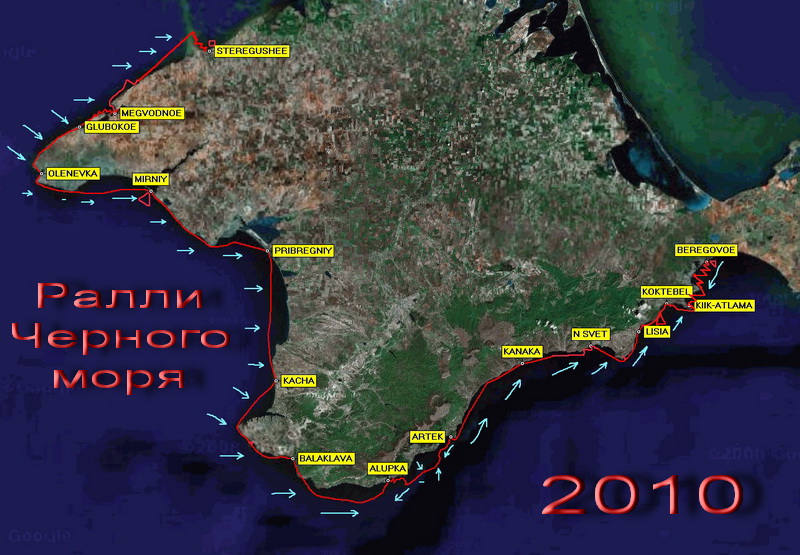 STEREGUSHEE
MEGVODNOE
GLUBOKOE
OLENEVKA
MIRNIY
PRIBREGNIY
BEREGOVOE
KOKTEBEL
KIIK-ATLAMA
LISIA
N SVET
KANAKA
KACHA
ARTEK
BALAKLAVA
ALUPKA
Ралли
Черного
моря
2010
Google